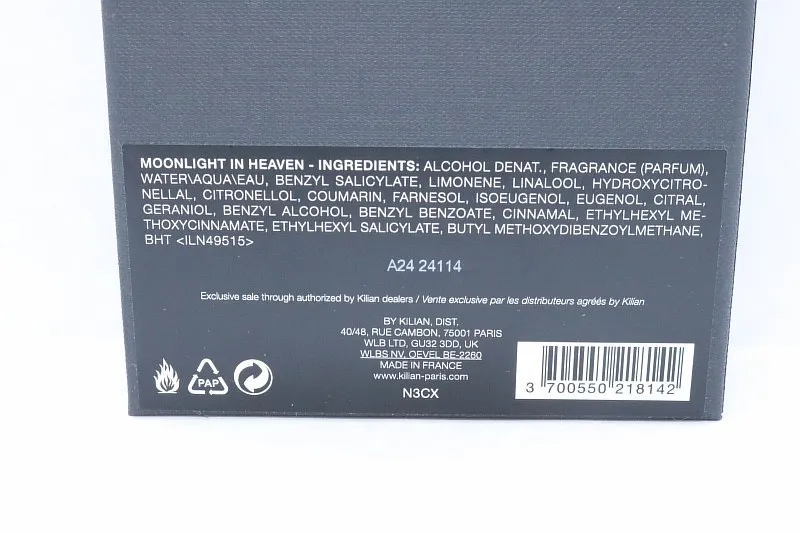 MOONLIGHT IN HEAVEN - INGREDIENTS: ALCOHOL DENAT., FRAGRANCE (PARFUM),
WATER\AQUA\EAU, BENZYL SALICYLATE, LIMONENE, LINALOOL, HYDROXYCITRO-
NELLAL, CITRONELLOL, COUMARIN, FARNESOL, ISOEUGENOL, EUGENOL, CITRAL,
GERANIOL, BENZYL ALCOHOL, BENZYL BENZOATE, CINNAMAL, ETHYLHEXYL ME-
THOXYCINNAMATE, ETHYLHEXYL SALICYLATE, BUTYL METHOXYDIBENZOYLMETHANE,
BHT <ILN49515>
A24 24114
Exclusive sale through authorized by Kilian dealers / Vente exclusive par les distributeurs agréés by Kilian
BY KILIAN, DIST.
40/48, RUE CAMBON, 75001 PARIS
WLB LTD, GU32 3DD, UK
WLBS NV. OEVEL BE-2260
MADE IN FRANCE
www.kilian-paris.com
N3CX
PAP
3 700550 218142